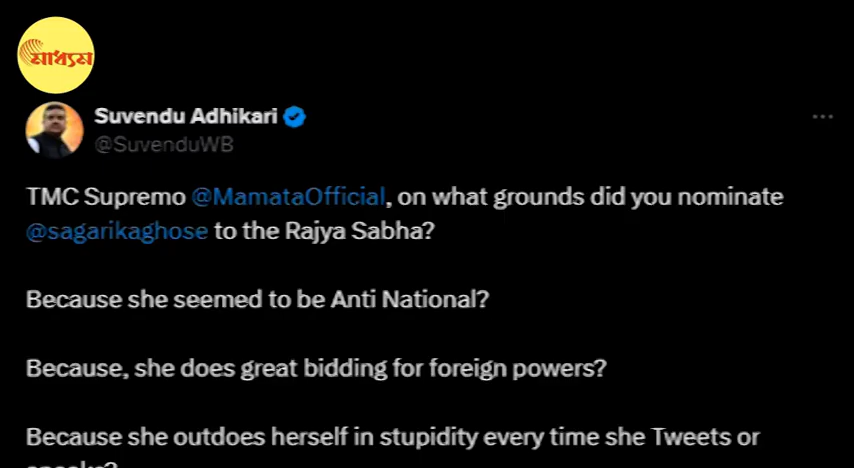 মাধ্যম
Suvendu Adhikari
@SuvenduWB
TMC Supremo @MamataOfficial, on what grounds did you nominate
@sagarikaghose to the Rajya Sabha?
Because she seemed to be Anti National?
Because, she does great bidding for foreign powers?
Because she outdoes herself in stupidity every time she Tweets or
speaks?